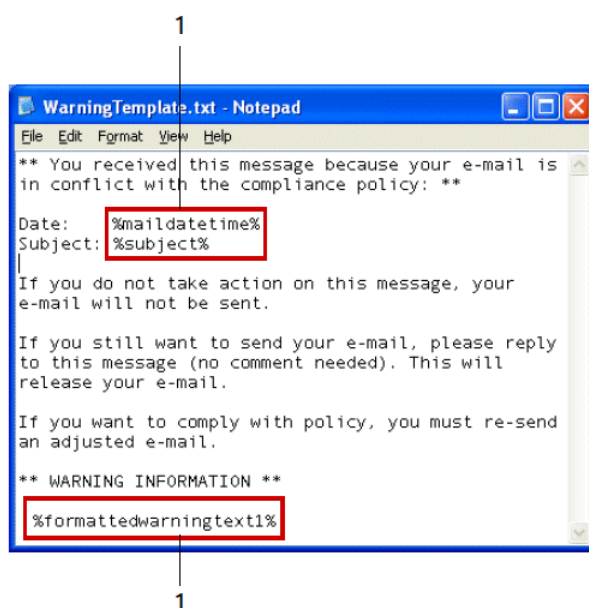 1
WarningTemplate.txt - Notepad
File Edit Format View Help
** You received this message because your e-mail is
in conflict with the compliance policy: **
Date: %maildatetime%
Subject: %subject%
If you do not take action on this message, your
e-mail will not be sent.
If you still want to send your e-mail, please reply
to this message (no comment needed). This will
release your e-mail.
If you want to comply with policy, you must re-send
an adjusted e-mail.
** WARNING INFORMATION **
%formattedwarningtext1%
1